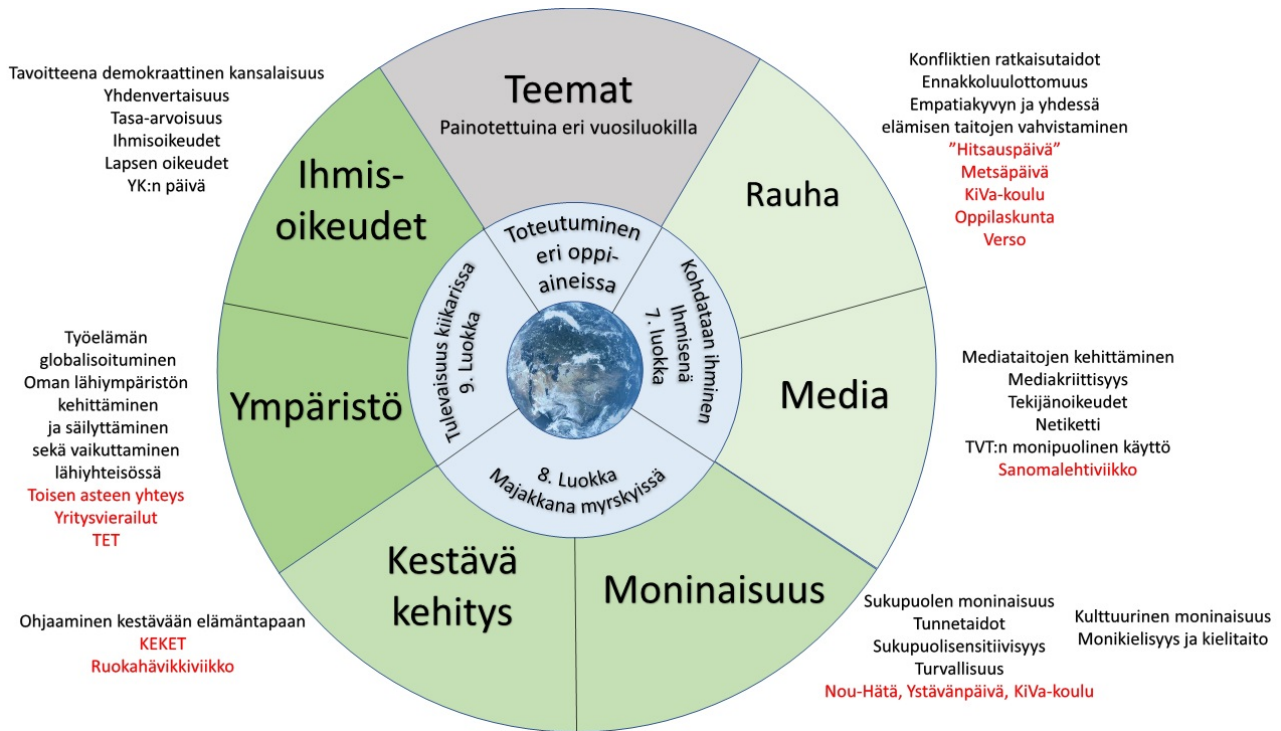 Teemat
Painotettuina eri vuosiluokilla
Tavoitteena demokraattinen kansalaisuus
Yhdenvertaisuus
Tasa-arvoisuus
Ihmisoikeudet
Lapsen oikeudet
YK:n päivä
Ihmis-
oikeudet
Rauha
Konfliktien ratkaisutaidot
Ennakkoluulottomuus
Empatiakyvyn ja yhdessä
elämisen taitojen vahvistaminen
”Hitsauspäivä”
Metsäpäivä
KiVa-koulu
Oppilaskunta
Verso
Toteutuminen
eri oppi-
aineissa
Tulevaisuus kiikarissa
9. Luokka
Kohdataan ihminen
Ihmisenä
7. luokka
8. Luokka
Majakkana myrskyissä
Työelämän
globalisoituminen
Oman lähiympäristön
kehittäminen
ja säilyttäminen
sekä vaikuttaminen
lähiyhteisössä
Toisen asteen yhteys
Yritysvierailut
TET
Ympäristö
Media
Mediataitojen kehittäminen
Mediakriittisyys
Tekijänoikeudet
Netiketti
TVT:n monipuolinen käyttö
Sanomalehtiviikko
Ohjaaminen kestävään elämäntapaan
KEKET
Ruokahävikkiviikko
Kestävä
kehitys
Moninaisuus
Sukupuolen moninaisuus
Tunnetaidot
Sukupuolisensitiivisyys
Turvallisuus
Nou-Hätä, Ystävänpäivä, KiVa-koulu
Kulttuurinen moninaisuus
Monikielisyys ja kielitaito